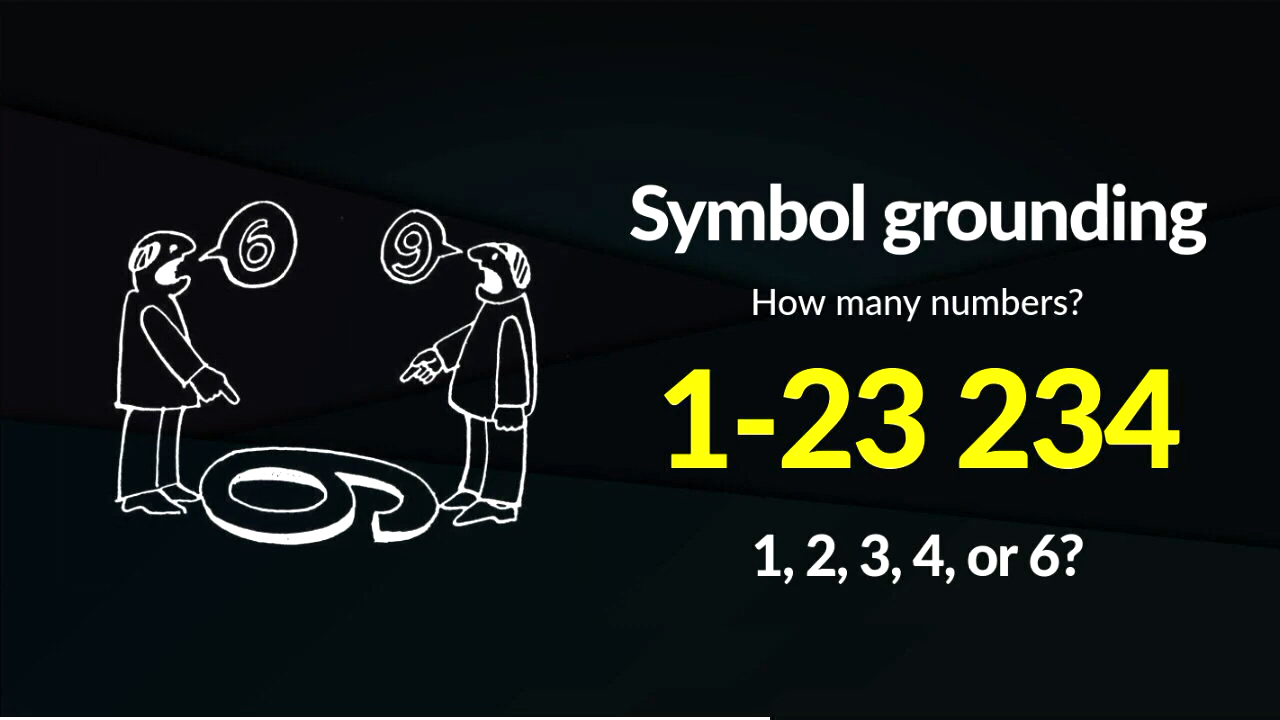 6
9
Symbol grounding
How many numbers?
1-23 234
1, 2, 3, 4, or 6?